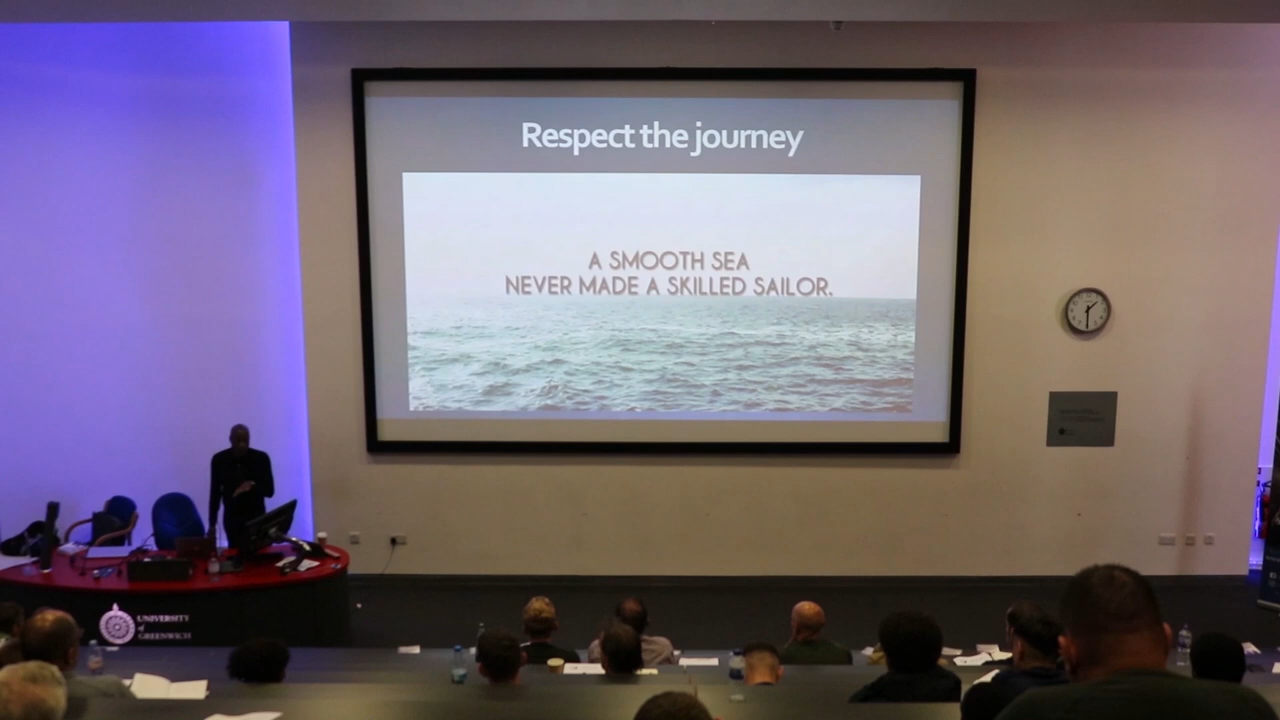 Respect the journey
A SMOOTH SEA
NEVER MADE A SKILLED SAILOR.
UNIVERSITY
of
GREENWICH